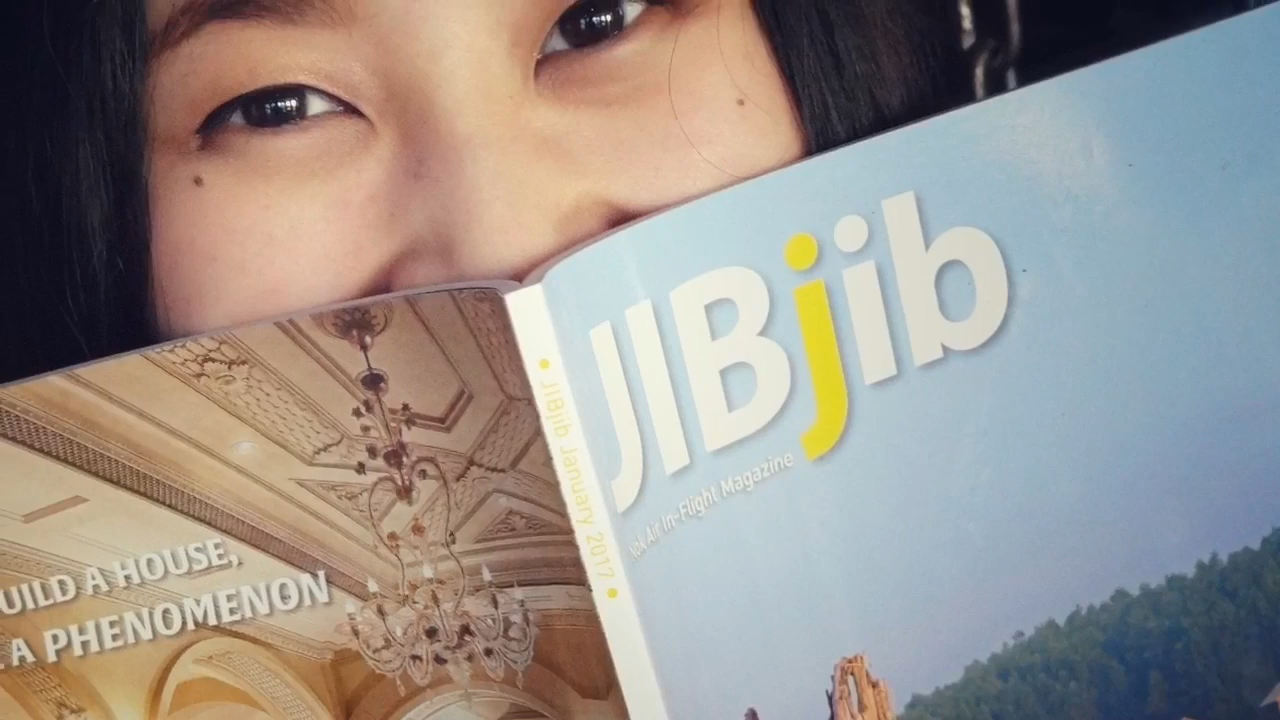 JIBjib
Nok Air In-Flight Magazine
• JIBjib January 2017 •
UILD A HOUSE,
A PHENOMENON